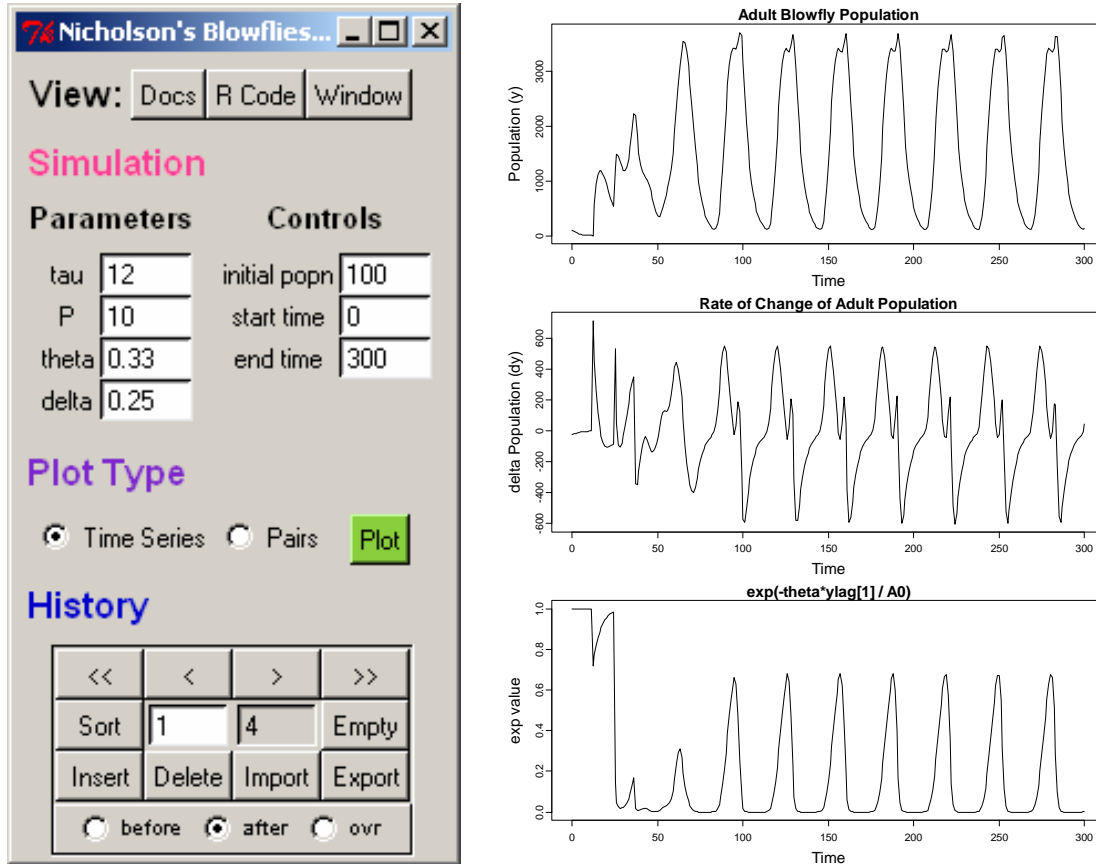 Nicholson's Blowflies...
View: Docs R Code Window
Simulation
Parameters Controls
tau 12 initial popn 100
P 10 start time 0
theta 0.33 end time 300
delta 0.25
Plot Type
Time Series Pairs Plot
History
<< < > >>
Sort 1 4 Empty
Insert Delete Import Export
before after ovr
Adult Blowfly Population
Population (y)
3000
2000
1000
0
0 50 100 150 200 250 300
Time
Rate of Change of Adult Population
delta Population (dy)
600
400
200
0
-200
-400
-600
0 50 100 150 200 250 300
Time
exp(-theta*ylag[1] / A0)
exp value
1.0
0.8
0.6
0.4
0.2
0.0
0 50 100 150 200 250 300
Time